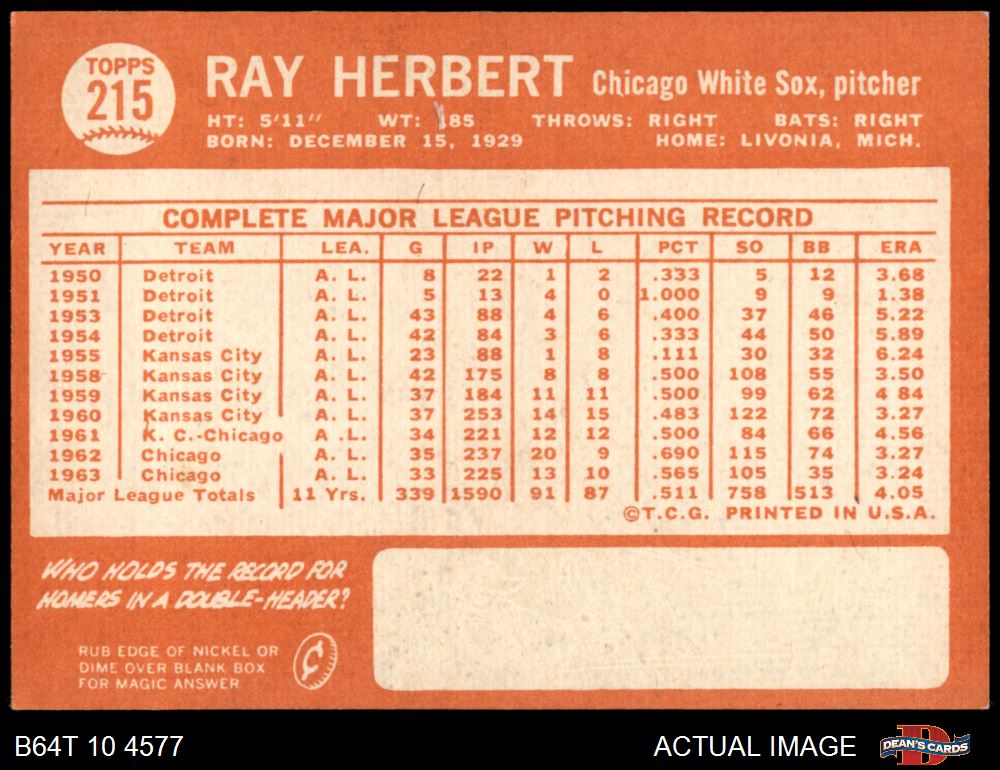 TOPPS
215
RAY HERBERT Chicago White Sox, pitcher
HT: 5'11" WT: 185 THROWS: RIGHT BATS: RIGHT
BORN: DECEMBER 15, 1929 HOME: LIVONIA, MICH.
COMPLETE MAJOR LEAGUE PITCHING RECORD
YEAR TEAM LEA. G IP W L PCT SO BB ERA
1950 Detroit A. L. 8 22 1 2 .333 5 12 3.68
1951 Detroit A. L. 5 13 4 0 1.000 9 9 1.38
1953 Detroit A. L. 43 88 4 6 .400 37 46 5.22
1954 Detroit A. L. 42 84 3 6 .333 44 50 5.89
1955 Kansas City A. L. 23 88 1 8 .111 30 32 6.24
1958 Kansas City A. L. 42 175 8 8 .500 108 55 3.50
1959 Kansas City A. L. 37 184 11 11 .500 99 62 4 84
1960 Kansas City A. L. 37 253 14 15 .483 122 72 3.27
1961 K. C.-Chicago A .L. 34 221 12 12 .500 84 66 4.56
1962 Chicago A. L. 35 237 20 9 .690 115 74 3.27
1963 Chicago A. L. 33 225 13 10 .565 105 35 3.24
Major League Totals 11 Yrs. 339 1590 91 87 .511 758 513 4.05
©T.C.G. PRINTED IN U.S.A.
WHO HOLDS THE RECORD FOR
HOMERS IN A DOUBLE-HEADER?
RUB EDGE OF NICKEL OR
DIME OVER BLANK BOX
FOR MAGIC ANSWER
¢
B64T 10 4577 ACTUAL IMAGE
D
DEAN'S CARDS